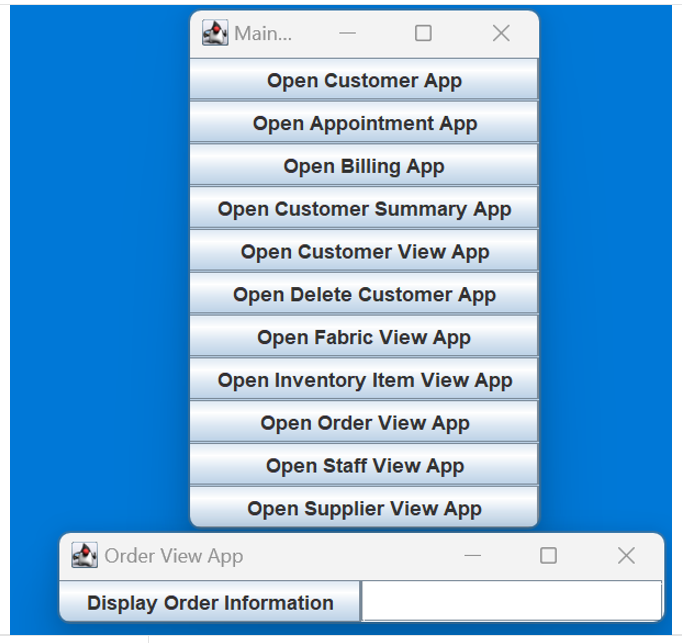 Main...
Open Customer App
Open Appointment App
Open Billing App
Open Customer Summary App
Open Customer View App
Open Delete Customer App
Open Fabric View App
Open Inventory Item View App
Open Order View App
Open Staff View App
Open Supplier View App
Order View App
Display Order Information